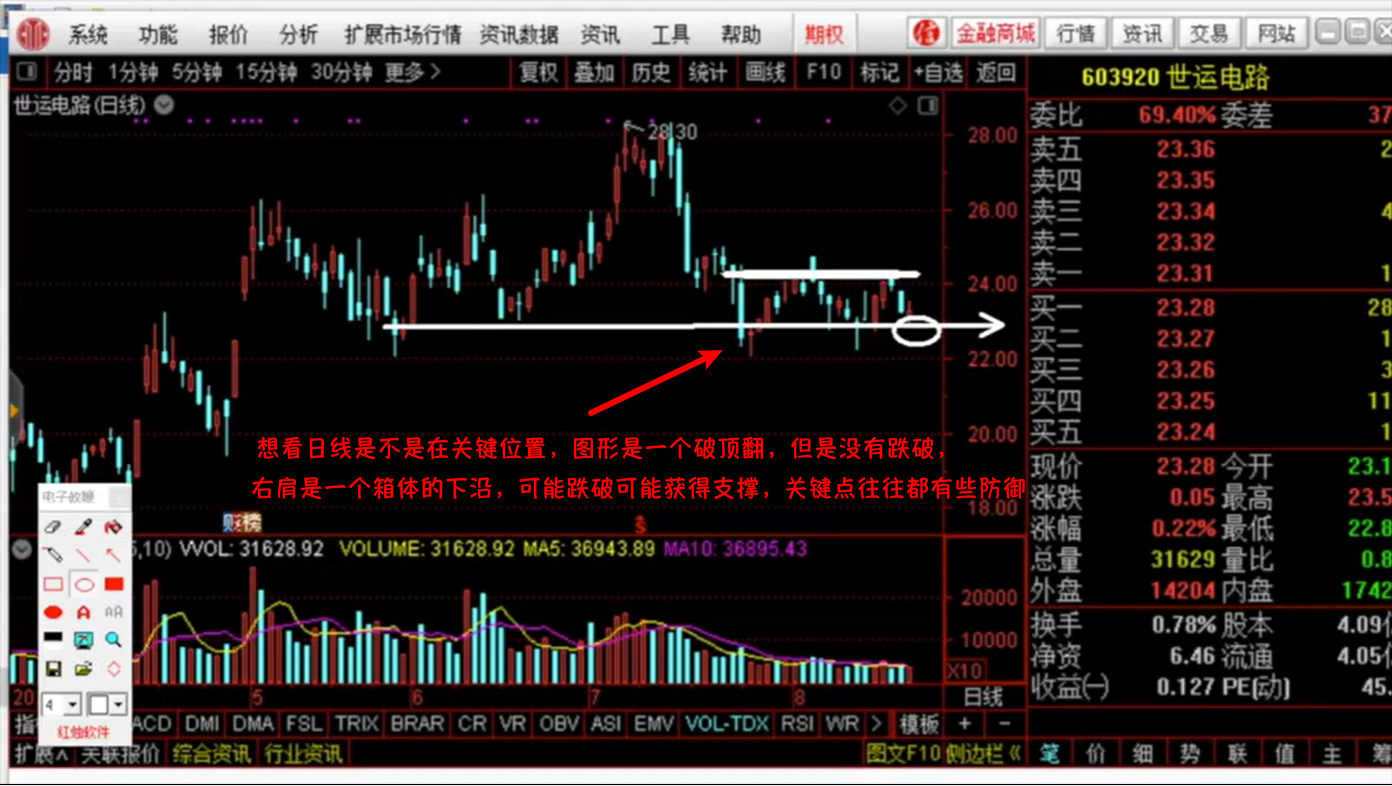 系统 功能 报价 分析 扩展市场行情 资讯数据 资讯 工具 帮助 期权 信 金融商城 行情 资讯 交易 网站
分时 1分钟 5分钟 15分钟 30分钟 更多 复权 叠加 历史 统计 画线 F10 标记 +自选 返回
603920 世运电路
世运电路(日线)
28.30
28.00
26.00
24.00
22.00
20.00
18.00
委比 69.40% 委差 37
卖五 23.36 2
卖四 23.35
卖三 23.34 4
卖二 23.32
卖一 23.31 1
买一 23.28 28
买二 23.27 1
买三 23.26 3
买四 23.25 11
买五 23.24 1
现价 23.28 今开 23.1
涨跌 0.05 最高 23.5
涨幅 0.22% 最低 22.8
总量 31629 量比 0.8
外盘 14204 内盘 1742
换手 0.78% 股本 4.09亿
净资 6.46 流通 4.05亿
收益(一) 0.127 PE(动) 45.
想看日线是不是在关键位置，图形是一个破顶翻，但是没有跌破，
右肩是一个箱体的下沿，可能跌破可能获得支撑，关键点往往都有些防御
电子教鞭
财 榜
5,10) VVOL: 31628.92 VOLUME: 31628.92 MA5: 36943.89 MA10: 36895.43
20000
10000
X10
4
红烛软件
20 5 6 7 8 日线
指 ACD DMI DMA FSL TRIX BRAR CR VR OBV ASI EMV VOL-TDX RSI WR 模板 + -
扩展∧ 关联报价 综合资讯 行业资讯 图文F10 侧边栏《 笔 价 细 势 联 值 主 筹